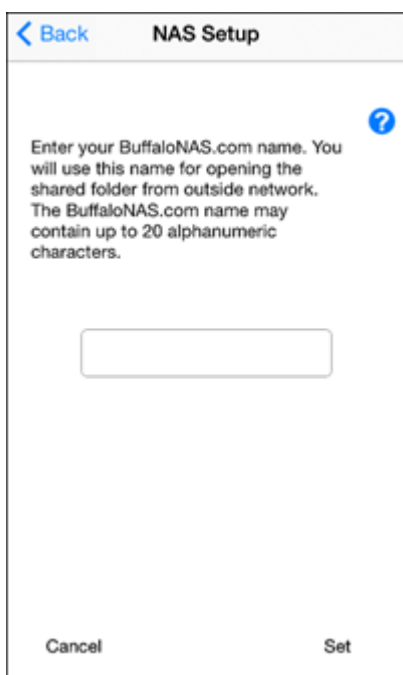 Back NAS Setup
?
Enter your BuffaloNAS.com name. You
will use this name for opening the
shared folder from outside network.
The BuffaloNAS.com name may
contain up to 20 alphanumeric
characters.
Cancel Set